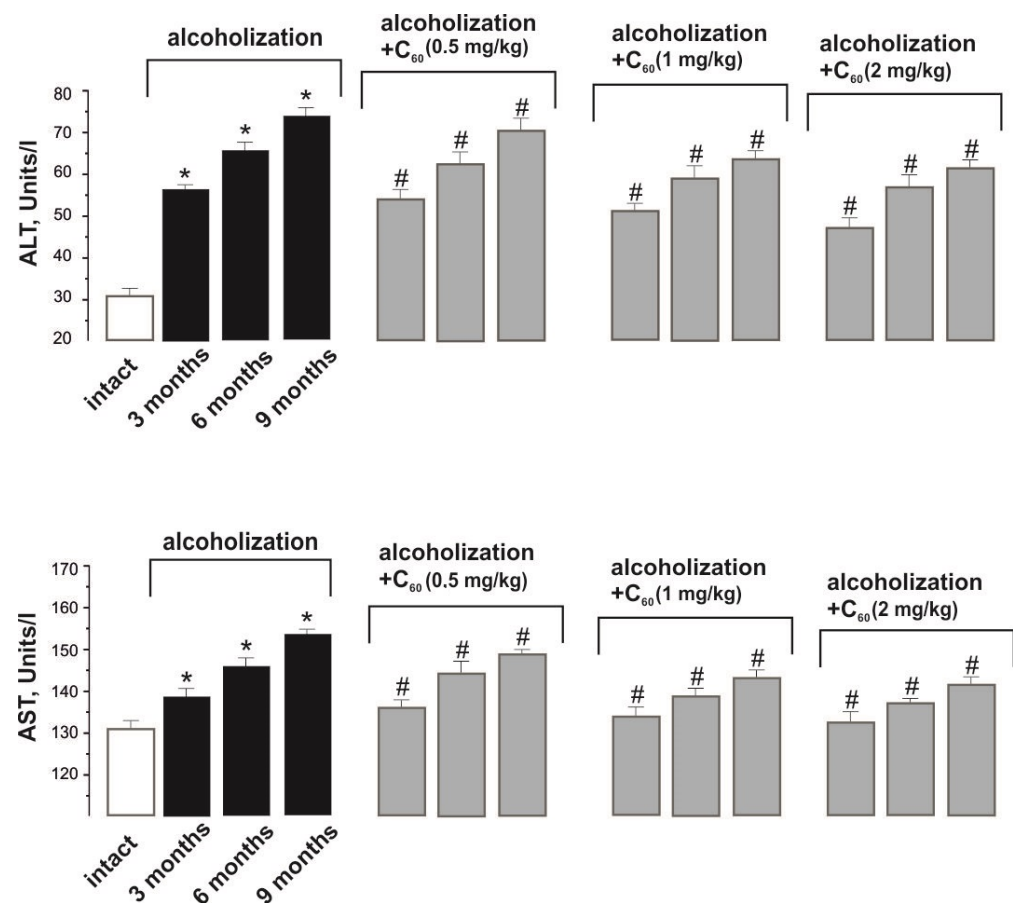 alcoholization
alcoholization
+C₆₀(0.5 mg/kg)
alcoholization
+C₆₀(1 mg/kg)
alcoholization
+C₆₀(2 mg/kg)
ALT, Units/l
80
70
60
50
40
30
20
* * *
# # #
# # #
# # #
intact
3 months
6 months
9 months
alcoholization
alcoholization
+C₆₀(0.5 mg/kg)
alcoholization
+C₆₀(1 mg/kg)
alcoholization
+C₆₀(2 mg/kg)
AST, Units/l
170
160
150
140
130
120
* * *
# # #
# # #
# # #
intact
3 months
6 months
9 months